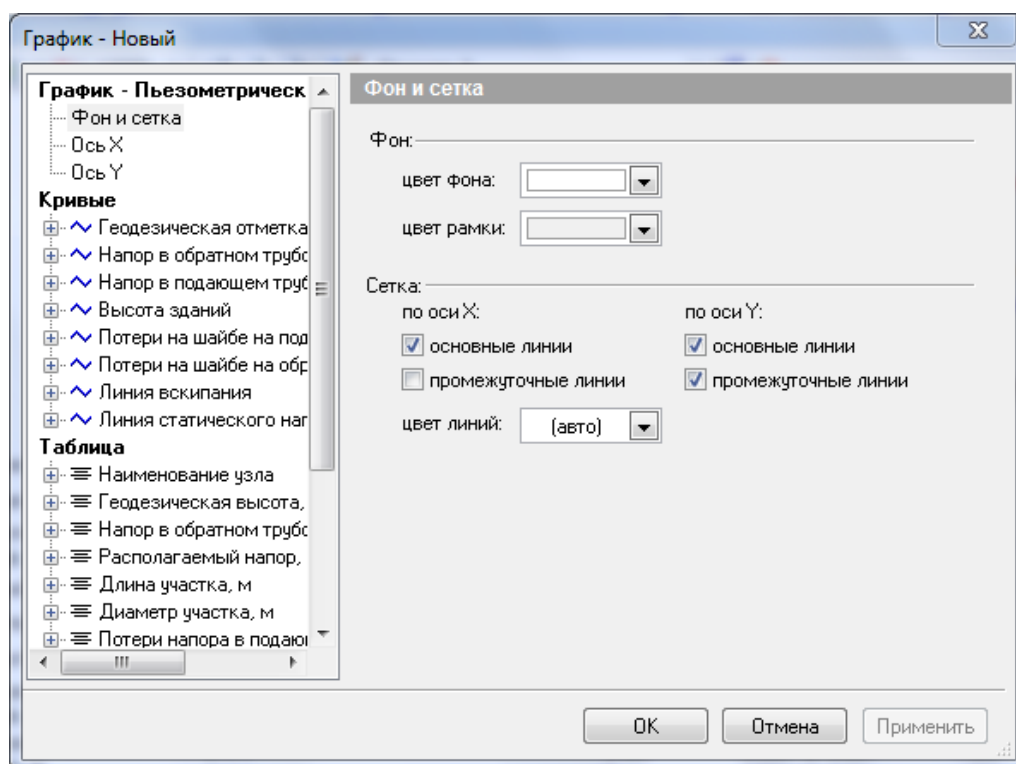 График - Новый
График - Пьезометрическ
Фон и сетка
Ось X
Ось Y
Кривые
Геодезическая отметка
Напор в обратном трубо
Напор в подающем труб
Высота зданий
Потери на шайбе на под
Потери на шайбе на обр
Линия вскипания
Линия статического нап
Таблица
Наименование узла
Геодезическая высота,
Напор в обратном трубо
Располагаемый напор,
Длина участка, м
Диаметр участка, м
Потери напора в подаю
Фон и сетка
Фон:
цвет фона:
цвет рамки:
Сетка:
по оси X:
основные линии
промежуточные линии
цвет линий: (авто)
по оси Y:
основные линии
промежуточные линии
OK Отмена Применить